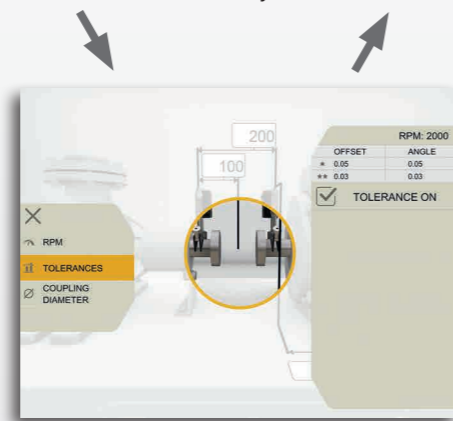 200
100
RPM: 2000
OFFSET ANGLE
* 0.05 0.05
** 0.03 0.03
TOLERANCE ON
RPM
TOLERANCES
COUPLING
DIAMETER